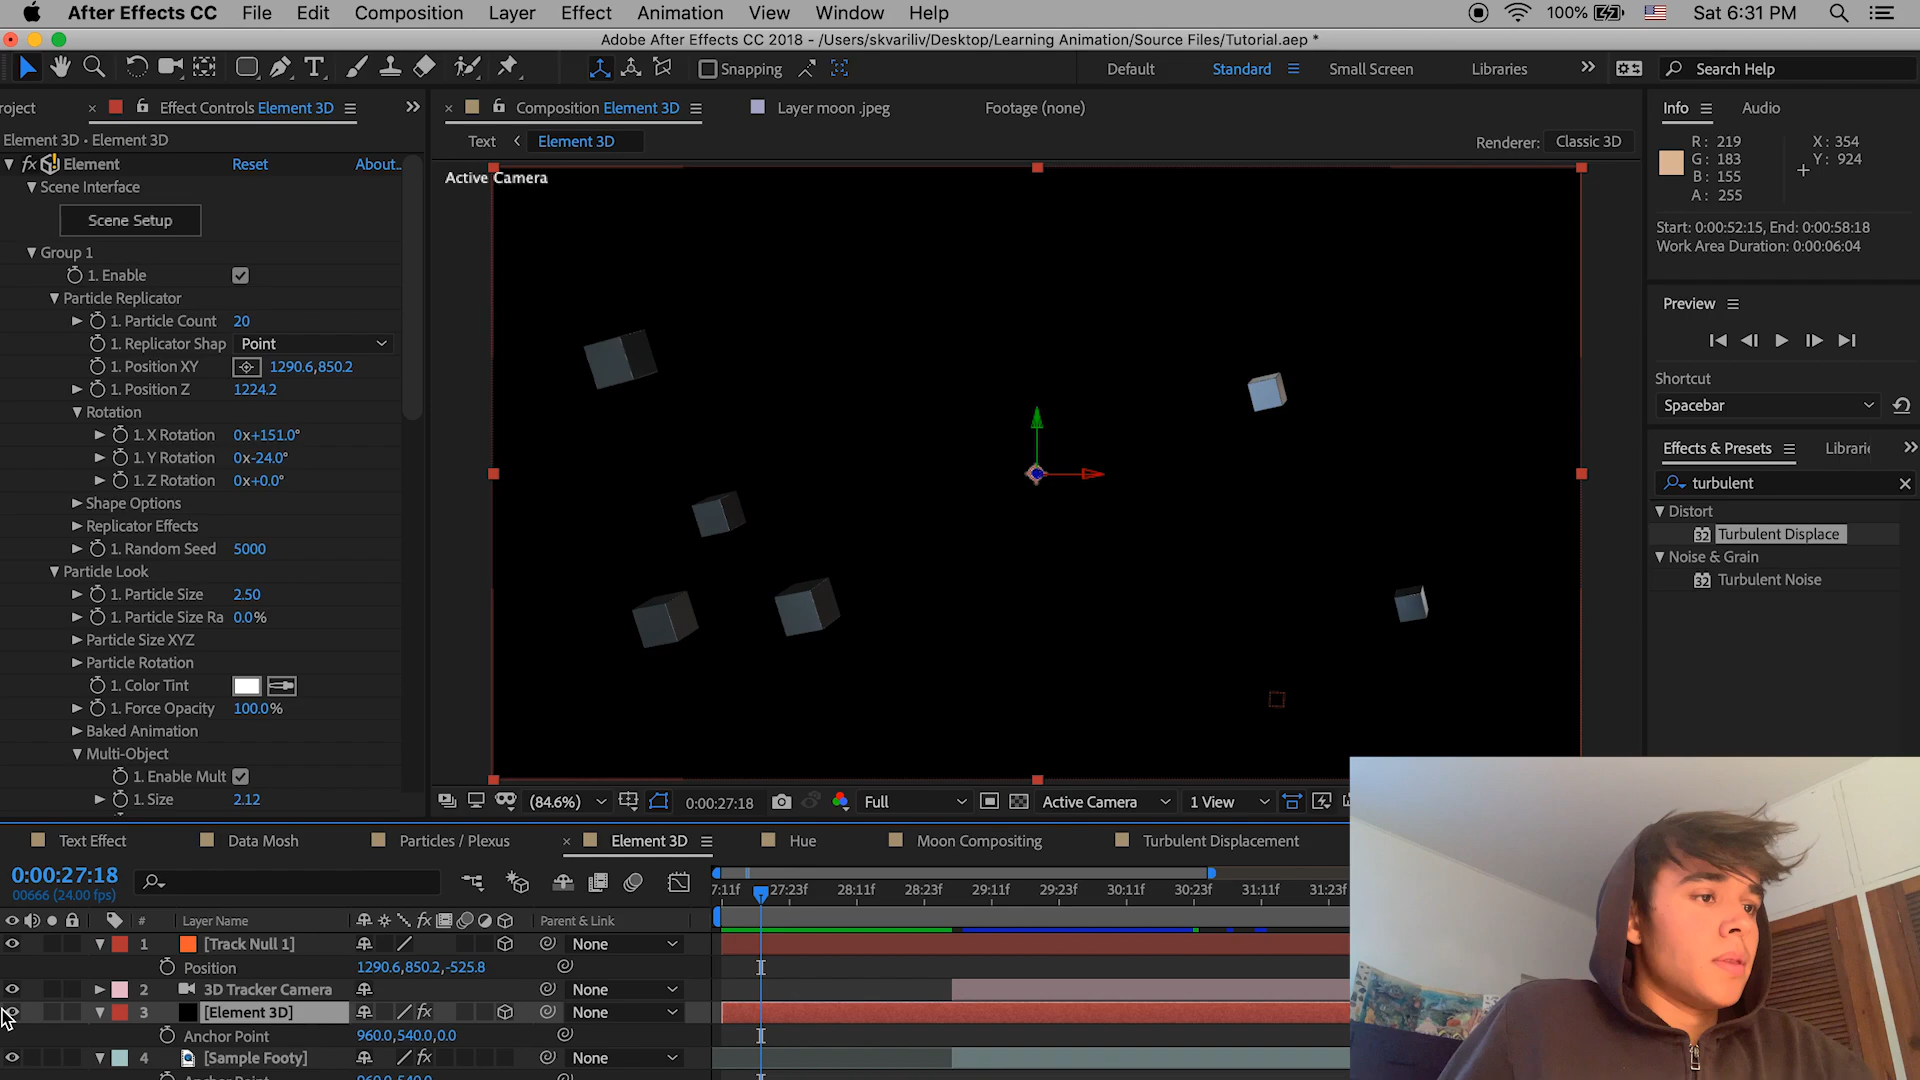 After Effects CC File Edit Composition Layer Effect Animation View Window Help 100% Sat 6:31 PM
Adobe After Effects CC 2018 - /Users/skvariliv/Desktop/Learning Animation/Source Files/Tutorial.aep *
Snapping Default Standard Small Screen Libraries Search Help
roject Effect Controls Element 3D Composition Element 3D Layer moon .jpeg Footage (none) Info Audio
Element 3D • Element 3D Text Element 3D Renderer: Classic 3D
R: 219 X: 354
G: 183 Y: 924
B: 155
A: 255
fx Element Reset About..
Active Camera
Scene Interface
Scene Setup
Start: 0:00:52:15, End: 0:00:58:18
Work Area Duration: 0:00:06:04
Group 1
1. Enable
Particle Replicator
1. Particle Count 20
1. Replicator Shap Point
1. Position XY 1290.6,850.2
1. Position Z 1224.2
Rotation
1. X Rotation 0x+151.0°
1. Y Rotation 0x-24.0°
1. Z Rotation 0x+0.0°
Shape Options
Replicator Effects
1. Random Seed 5000
Particle Look
1. Particle Size 2.50
1. Particle Size Ra 0.0%
Particle Size XYZ
Particle Rotation
1. Color Tint
1. Force Opacity 100.0%
Baked Animation
Multi-Object
1. Enable Mult
1. Size 2.12
Preview
Shortcut
Spacebar
Effects & Presets Librari
turbulent
Distort
32 Turbulent Displace
Noise & Grain
32 Turbulent Noise
(84.6%) 0:00:27:18 Full Active Camera 1 View
Text Effect Data Mosh Particles / Plexus Element 3D Hue Moon Compositing Turbulent Displacement
0:00:27:18
00666 (24.00 fps)
7:11f 27:23f 28:11f 28:23f 29:11f 29:23f 30:11f 30:23f 31:11f 31:23f
# Layer Name fx Parent & Link
1 [Track Null 1] None
Position 1290.6,850.2,-525.8
2 3D Tracker Camera None
3 [Element 3D] fx None
Anchor Point 960.0,540.0,0.0
4 [Sample Footy] fx None